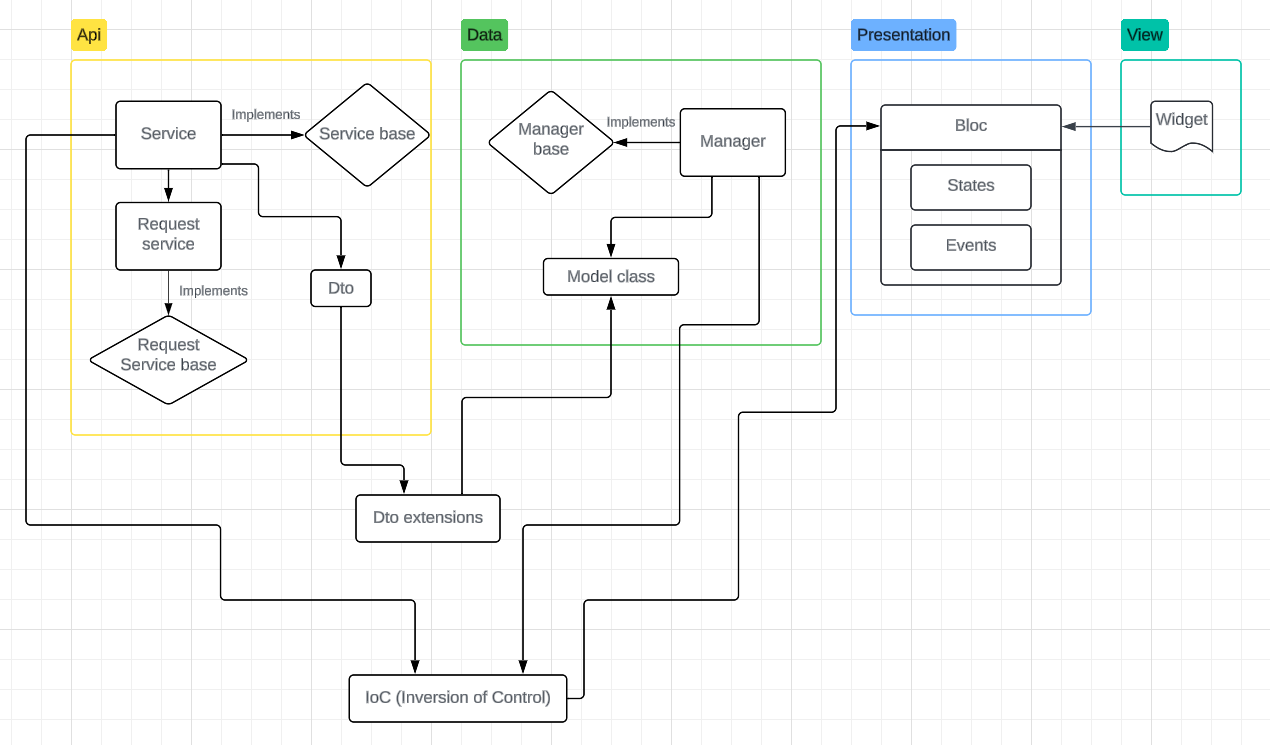 Api
Data
Presentation
View
Service
Implements
Service base
Request
service
Implements
Request
Service base
Dto
Manager
base
Implements
Manager
Model class
Bloc
States
Events
Widget
Dto extensions
IoC (Inversion of Control)